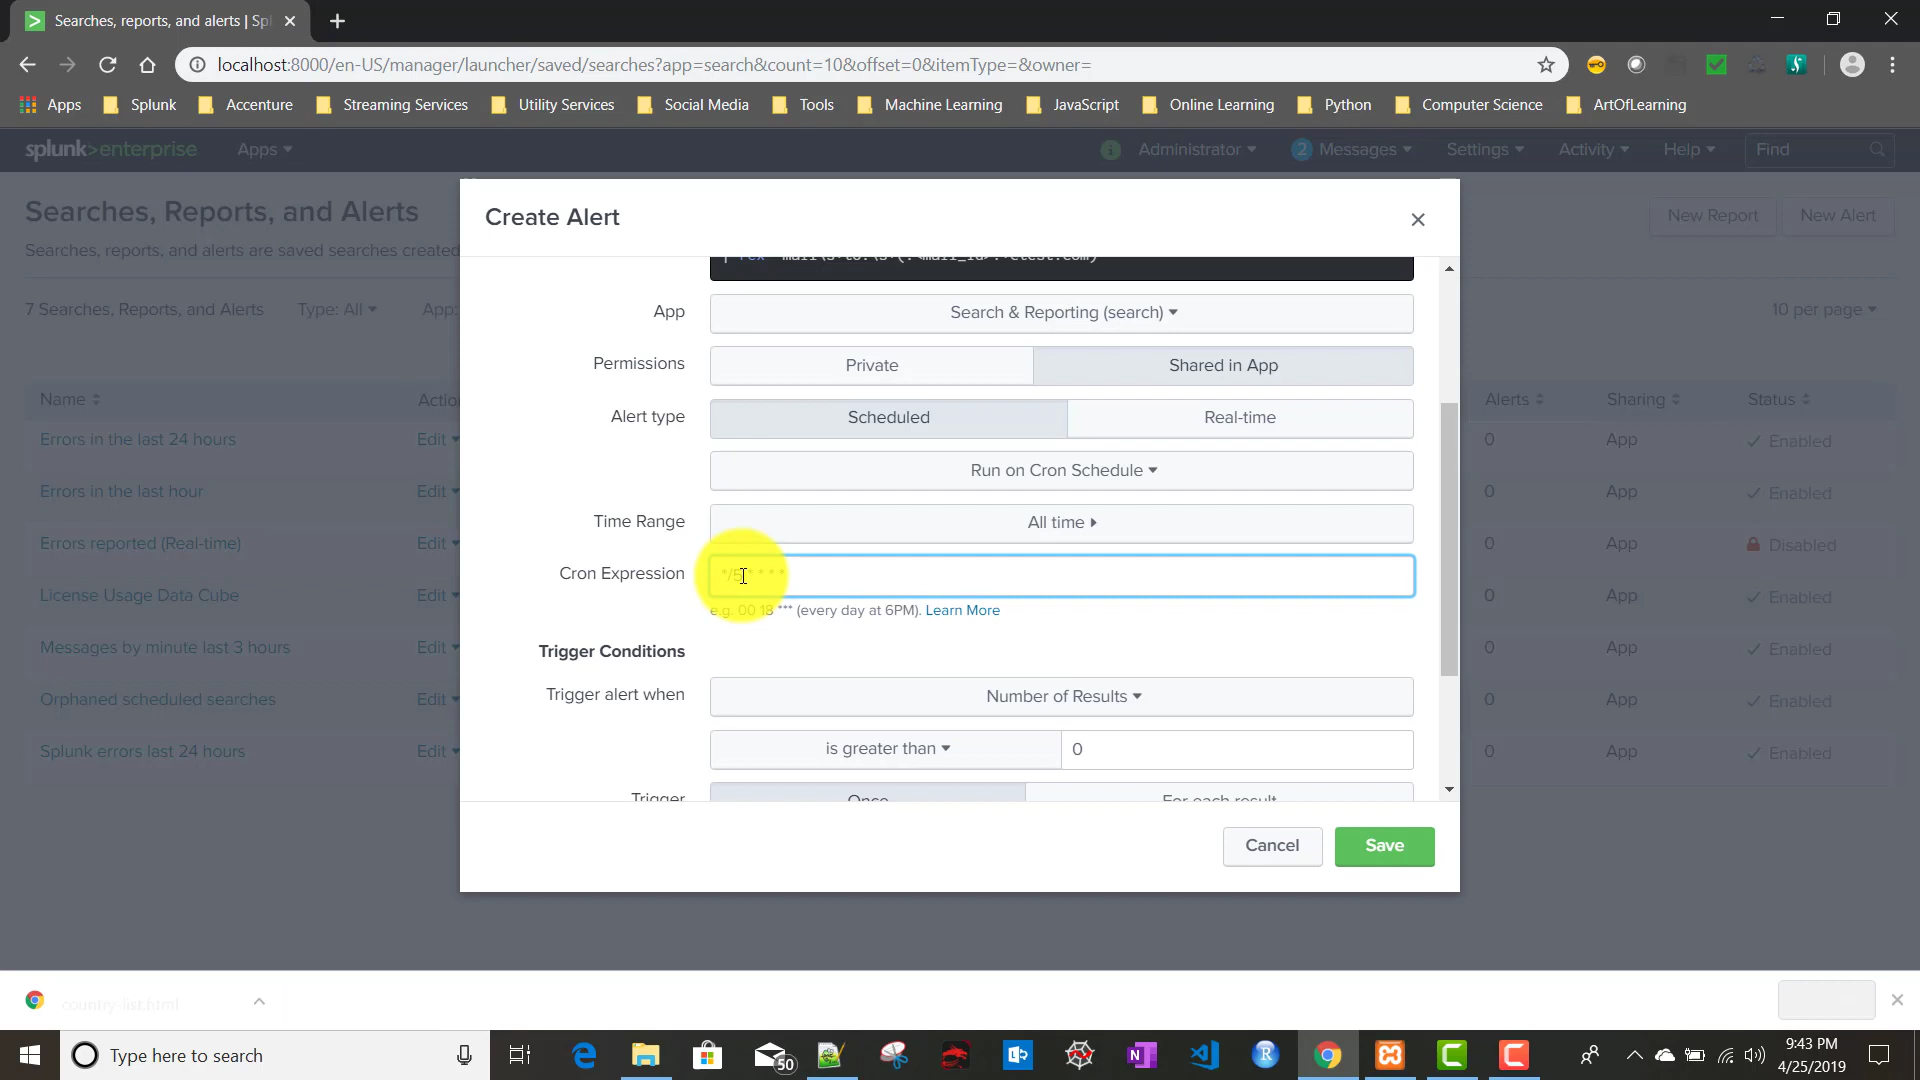 Searches, reports, and alerts | Spl
localhost:8000/en-US/manager/launcher/saved/searches?app=search&count=10&offset=0&itemType=&owner=
Apps Splunk Accenture Streaming Services Utility Services Social Media Tools Machine Learning JavaScript Online Learning Python Computer Science ArtOfLearning
splunk>enterprise Apps Administrator 2 Messages Settings Activity Help Find
Searches, Reports, and Alerts New Report New Alert
Searches, reports, and alerts are saved searches created
7 Searches, Reports, and Alerts Type: All App: 10 per page
Name Actio Alerts Sharing Status
Errors in the last 24 hours Edit 0 App Enabled
Errors in the last hour Edit 0 App Enabled
Errors reported (Real-time) Edit 0 App Disabled
License Usage Data Cube Edit 0 App Enabled
Messages by minute last 3 hours Edit 0 App Enabled
Orphaned scheduled searches Edit 0 App Enabled
Splunk errors last 24 hours Edit 0 App Enabled
Create Alert
App Search & Reporting (search)
Permissions Private Shared in App
Alert type Scheduled Real-time
Run on Cron Schedule
Time Range All time
Cron Expression */5 * * * *
e.g. 00 18 *** (every day at 6PM). Learn More
Trigger Conditions
Trigger alert when Number of Results
is greater than 0
Trigger Once For each result
Cancel Save
country-list.html
Type here to search 50 9:43 PM
4/25/2019